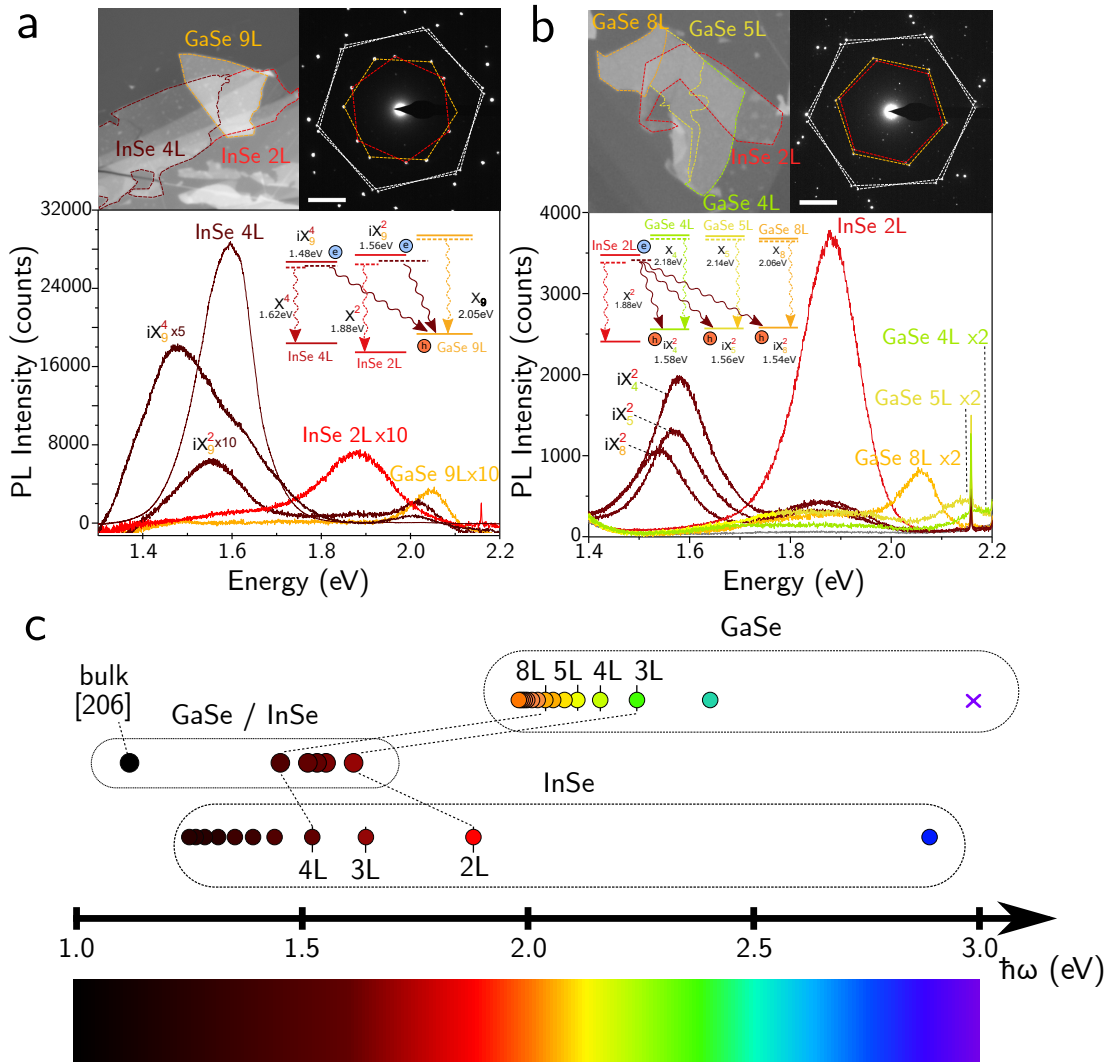 a
GaSe 9L
InSe 4L
InSe 2L
b
GaSe 8L
GaSe 5L
InSe 2L
GaSe 4L
PL Intensity (counts)
32000
24000
16000
8000
0
1.4
1.6
1.8
2.0
2.2
Energy (eV)
InSe 4L
iX⁴₉ x5
iX²₉ x10
InSe 2L x10
GaSe 9L x10
iX⁴₉
1.48eV
e
iX²₉
1.56eV
e
X⁴
1.62eV
X²
1.88eV
X₉
2.05eV
InSe 4L
InSe 2L
h
GaSe 9L
PL Intensity (counts)
4000
3000
2000
1000
0
1.4
1.6
1.8
2.0
2.2
Energy (eV)
InSe 2L
GaSe 4L x2
GaSe 5L x2
GaSe 8L x2
iX²₄
iX²₅
iX²₈
InSe 2L
e
GaSe 4L
GaSe 5L
GaSe 8L
2.18eV
2.14eV
2.06eV
X²
1.88eV
h
iX²₄
1.58eV
h
iX²₅
1.56eV
h
iX²₈
1.54eV
c
GaSe
8L
5L
4L
3L
bulk
[206]
GaSe / InSe
InSe
4L
3L
2L
1.0
1.5
2.0
2.5
3.0
ħω (eV)